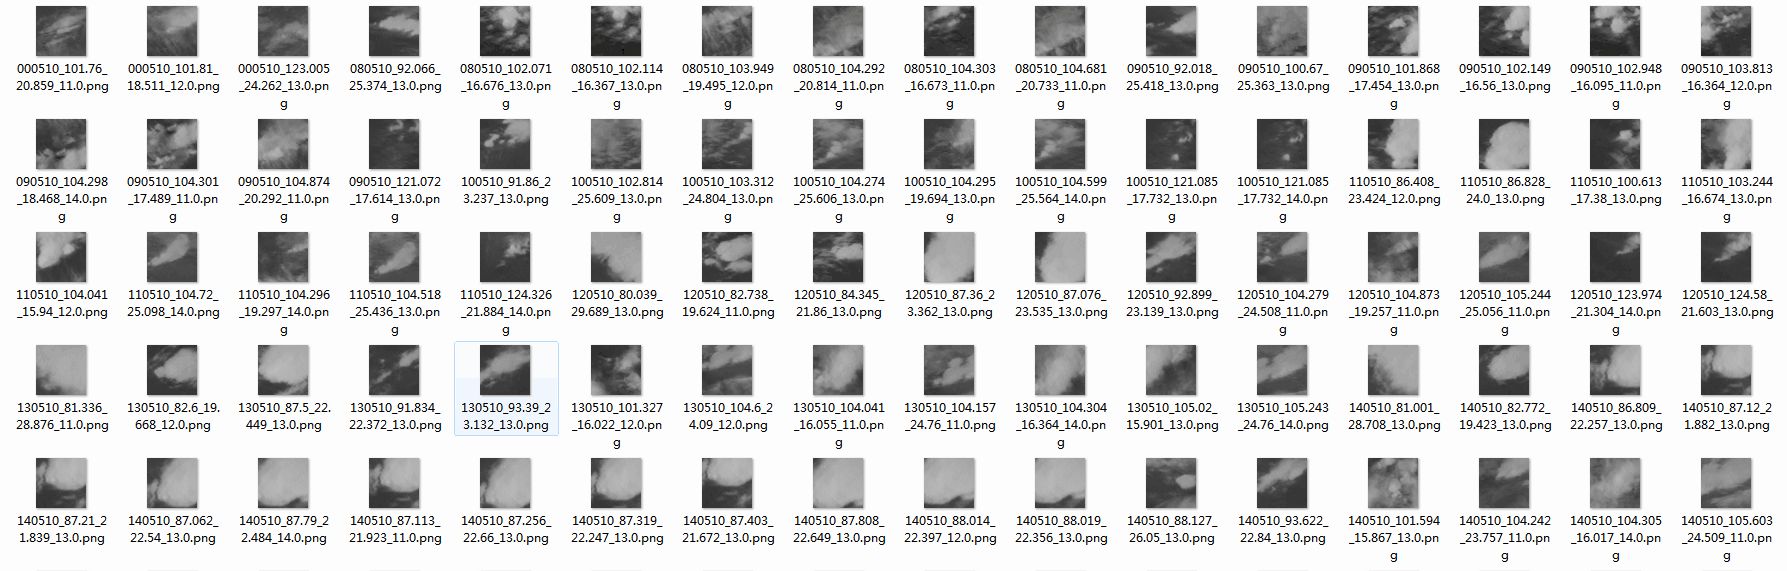 000510_101.76_
20.859_11.0.png
000510_101.81_
18.511_12.0.png
000510_123.005
_24.262_13.0.pn
g
080510_92.066_
25.374_13.0.png
080510_102.071
_16.676_13.0.pn
g
080510_102.114
_16.367_13.0.pn
g
080510_103.949
_19.495_12.0.pn
g
080510_104.292
_20.814_11.0.pn
g
080510_104.303
_16.673_11.0.pn
g
080510_104.681
_20.733_11.0.pn
g
090510_92.018_
25.418_13.0.png
090510_100.67_
25.363_13.0.png
090510_101.868
_17.454_13.0.pn
g
090510_102.149
_16.56_13.0.png
090510_102.948
_16.095_11.0.pn
g
090510_103.813
_16.364_12.0.pn
g
090510_104.298
_18.468_14.0.pn
g
090510_104.301
_17.489_11.0.pn
g
090510_104.874
_20.292_11.0.pn
g
090510_121.072
_17.614_13.0.pn
g
100510_91.86_2
3.237_13.0.png
100510_102.814
_25.609_13.0.pn
g
100510_103.312
_24.804_13.0.pn
g
100510_104.274
_25.606_13.0.pn
g
100510_104.295
_19.694_13.0.pn
g
100510_104.599
_25.564_14.0.pn
g
100510_121.085
_17.732_13.0.pn
g
100510_121.085
_17.732_14.0.pn
g
110510_86.408_
23.424_12.0.png
110510_86.828_
24.0_13.0.png
110510_100.613
_17.38_13.0.png
110510_103.244
_16.674_13.0.pn
g
110510_104.041
_15.94_12.0.png
110510_104.72_
25.098_14.0.png
110510_104.296
_19.297_14.0.pn
g
110510_104.518
_25.436_13.0.pn
g
110510_124.326
_21.884_14.0.pn
g
120510_80.039_
29.689_13.0.png
120510_82.738_
19.624_11.0.png
120510_84.345_
21.86_13.0.png
120510_87.36_2
3.362_13.0.png
120510_87.076_
23.535_13.0.png
120510_92.899_
23.139_13.0.png
120510_104.279
_24.508_11.0.pn
g
120510_104.873
_19.257_11.0.pn
g
120510_105.244
_25.056_11.0.pn
g
120510_123.974
_21.304_14.0.pn
g
120510_124.58_
21.603_13.0.png
130510_81.336_
28.876_11.0.png
130510_82.6_19.
668_12.0.png
130510_87.5_22.
449_13.0.png
130510_91.834_
22.372_13.0.png
130510_93.39_2
3.132_13.0.png
130510_101.327
_16.022_12.0.pn
g
130510_104.6_2
4.09_12.0.png
130510_104.041
_16.055_11.0.pn
g
130510_104.157
_24.76_11.0.png
130510_104.304
_16.364_14.0.pn
g
130510_105.02_
15.901_13.0.png
130510_105.243
_24.76_14.0.png
140510_81.001_
28.708_13.0.png
140510_82.772_
19.423_13.0.png
140510_86.809_
22.257_13.0.png
140510_87.12_2
1.882_13.0.png
140510_87.21_2
1.839_13.0.png
140510_87.062_
22.54_13.0.png
140510_87.79_2
2.484_14.0.png
140510_87.113_
21.923_11.0.png
140510_87.256_
22.66_13.0.png
140510_87.319_
22.247_13.0.png
140510_87.403_
21.672_13.0.png
140510_87.808_
22.649_13.0.png
140510_88.014_
22.397_12.0.png
140510_88.019_
22.356_13.0.png
140510_88.127_
26.05_13.0.png
140510_93.622_
22.84_13.0.png
140510_101.594
_15.867_13.0.pn
g
140510_104.242
_23.757_11.0.pn
g
140510_104.305
_16.017_14.0.pn
g
140510_105.603
_24.509_11.0.pn
g